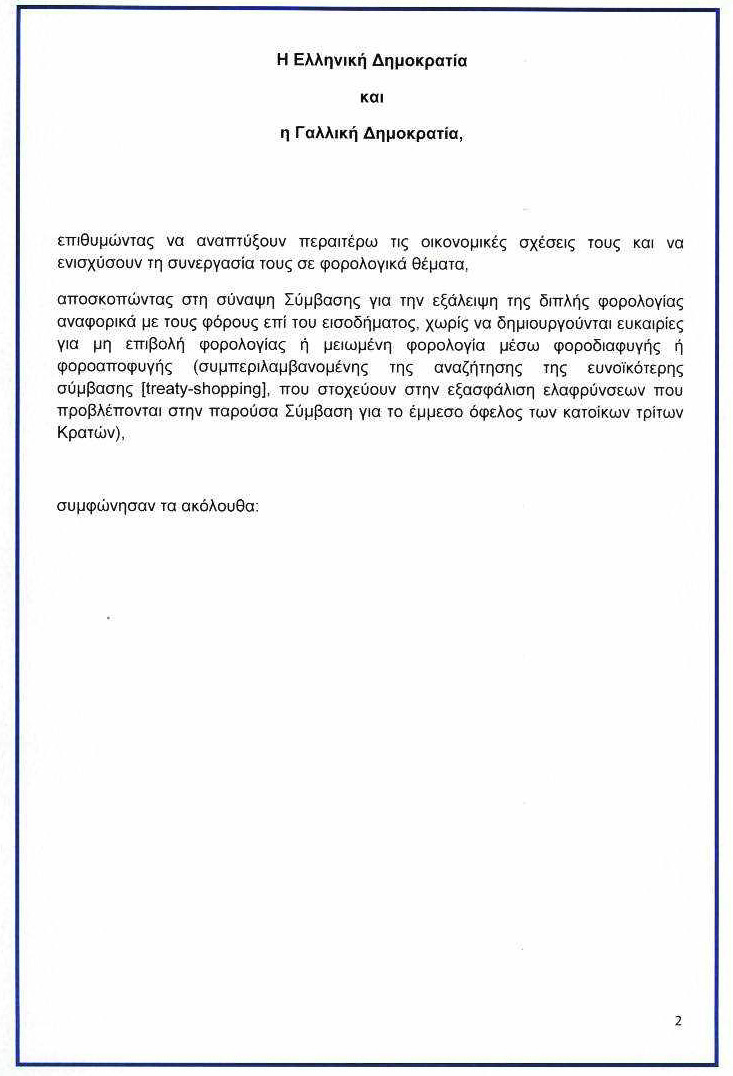 Η Ελληνική Δημοκρατία
και
η Γαλλική Δημοκρατία,
επιθυμώντας να αναπτύξουν περαιτέρω τις οικονομικές σχέσεις τους και να
ενισχύσουν τη συνεργασία τους σε φορολογικά θέματα,
αποσκοπώντας στη σύναψη Σύμβασης για την εξάλειψη της διπλής φορολογίας
αναφορικά με τους φόρους επί του εισοδήματος, χωρίς να δημιουργούνται ευκαιρίες
για μη επιβολή φορολογίας ή μειωμένη φορολογία μέσω φοροδιαφυγής ή
φοροαποφυγής (συμπεριλαμβανομένης της αναζήτησης της ευνοϊκότερης
σύμβασης [treaty-shopping], που στοχεύουν στην εξασφάλιση ελαφρύνσεων που
προβλέπονται στην παρούσα Σύμβαση για το έμμεσο όφελος των κατοίκων τρίτων
Κρατών),
συμφώνησαν τα ακόλουθα:
2